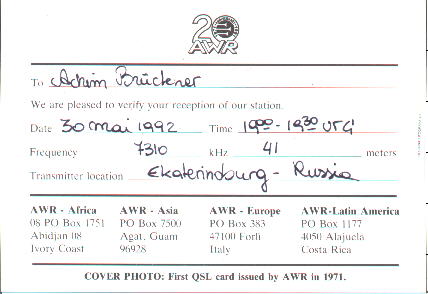 20
AWR
To Achim Brückner
We are pleased to verify your reception of our station.
Date 30 mai 1992 Time 1900 - 1930 UTC
Frequency 7310 kHz 41 meters
Transmitter location Ekaterinburg - Russia
AWR - Africa AWR - Asia AWR - Europe AWR-Latin America
08 PO Box 1751 PO Box 7500 PO Box 383 PO Box 1177
Abidjan 08 Agat, Guam 47100 Forli 4050 Alajuela
Ivory Coast 96928 Italy Costa Rica
COVER PHOTO: First QSL card issued by AWR in 1971.